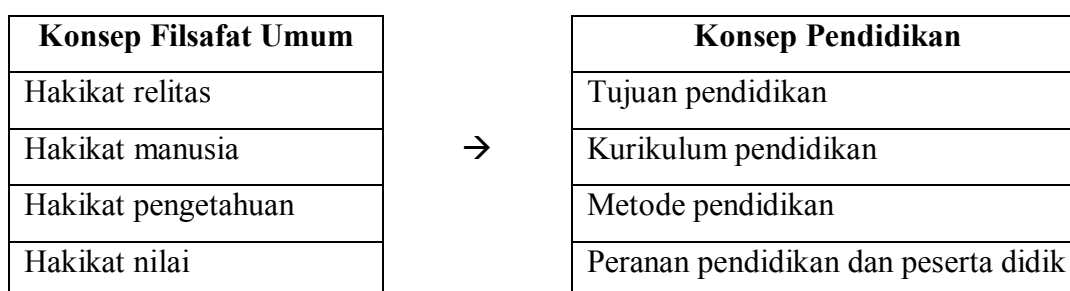 Konsep Filsafat Umum
Hakikat relitas
Hakikat manusia
Hakikat pengetahuan
Hakikat nilai
→
Konsep Pendidikan
Tujuan pendidikan
Kurikulum pendidikan
Metode pendidikan
Peranan pendidikan dan peserta didik